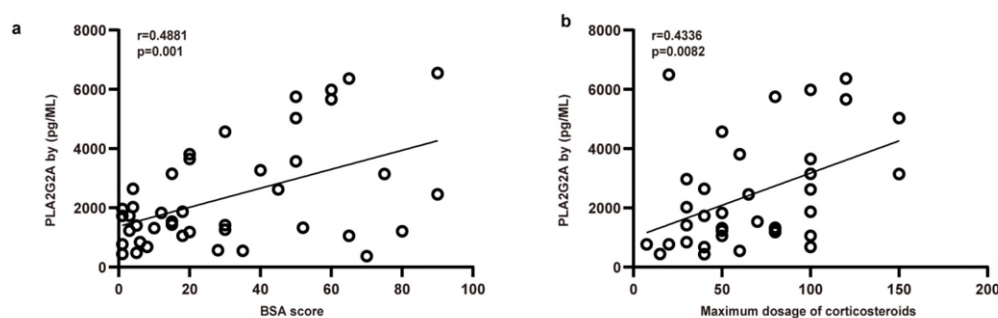 a
r=0.4881
p=0.001
PLA2G2A by (pg/ML)
8000
6000
4000
2000
0
0 20 40 60 80 100
BSA score
b
r=0.4336
p=0.0082
PLA2G2A by (pg/ML)
8000
6000
4000
2000
0
0 50 100 150 200
Maximum dosage of corticosteroids